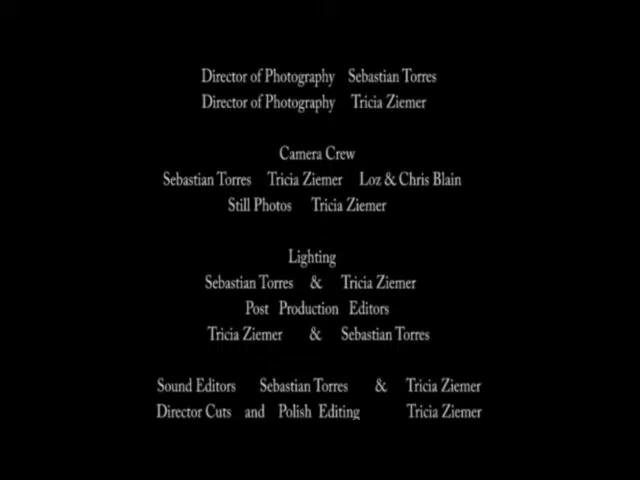 Director of Photography Sebastian Torres
Director of Photography Tricia Ziemer
Camera Crew
Sebastian Torres Tricia Ziemer Loz & Chris Blain
Still Photos Tricia Ziemer
Lighting
Sebastian Torres & Tricia Ziemer
Post Production Editors
Tricia Ziemer & Sebastian Torres
Sound Editors Sebastian Torres & Tricia Ziemer
Director Cuts and Polish Editing Tricia Ziemer